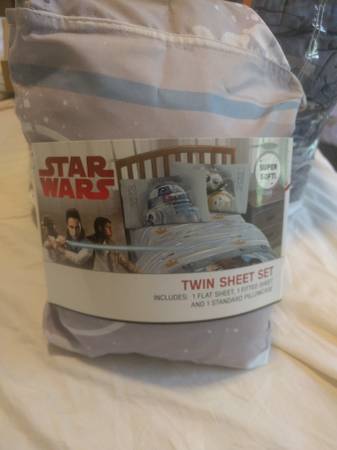 STAR
WARS
SUPER
SOFT!
TWIN SHEET SET
INCLUDES: 1 FLAT SHEET, 1 FITTED SHEET
AND 1 STANDARD PILLOWCASE